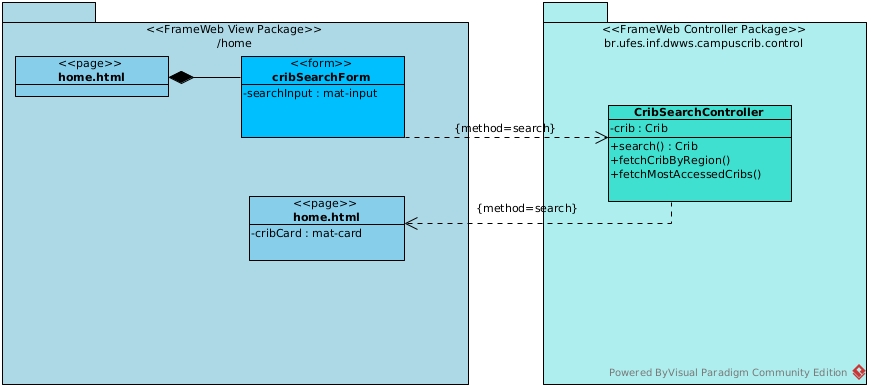 <<FrameWeb View Package>>
/home
<<page>>
home.html
<<form>>
cribSearchForm
-searchInput : mat-input
{method=search}
<<page>>
home.html
-cribCard : mat-card
{method=search}
<<FrameWeb Controller Package>>
br.ufes.inf.dwws.campuscrib.control
CribSearchController
-crib : Crib
+search() : Crib
+fetchCribByRegion()
+fetchMostAccessedCribs()
Powered ByVisual Paradigm Community Edition